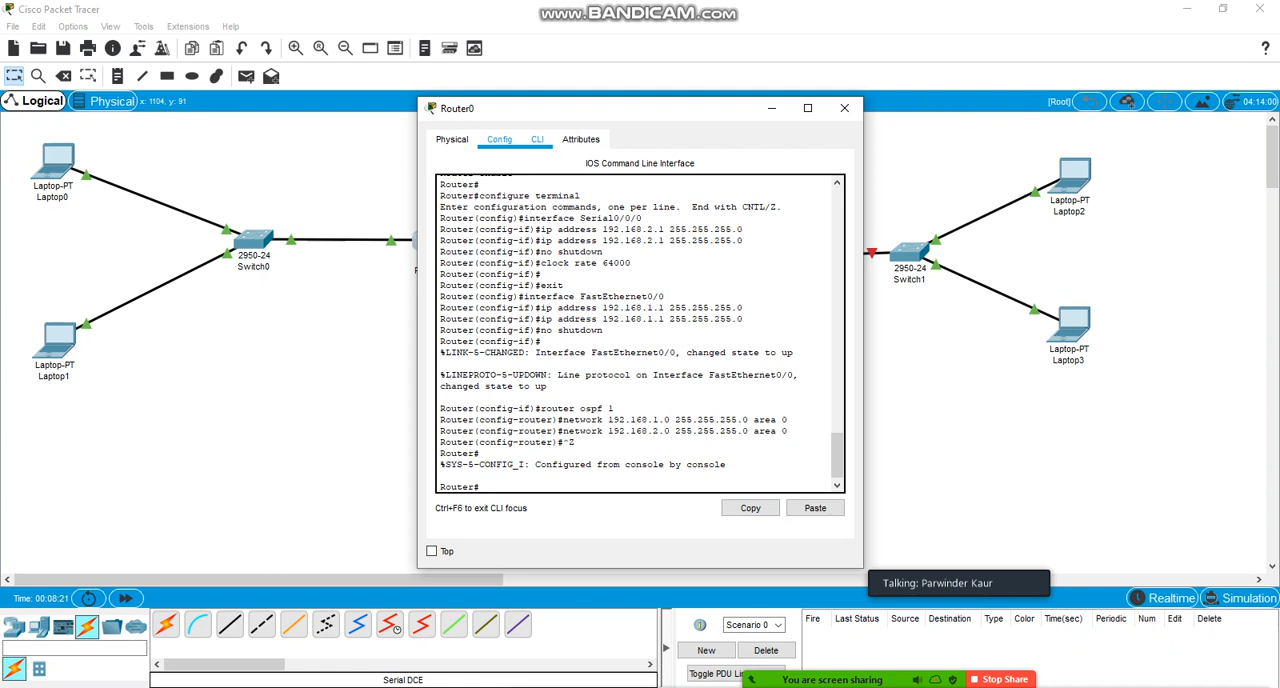 Cisco Packet Tracer
www.BANDICAM.com
File Edit Options View Tools Extensions Help
?
Logical Physical x: 1104, y: 91
[Root] 04:14:00
Router0
Physical Config CLI Attributes
IOS Command Line Interface
Router#
Router#configure terminal
Enter configuration commands, one per line. End with CNTL/Z.
Router(config)#interface Serial0/0/0
Router(config-if)#ip address 192.168.2.1 255.255.255.0
Router(config-if)#ip address 192.168.2.1 255.255.255.0
Router(config-if)#no shutdown
Router(config-if)#clock rate 64000
Router(config-if)#
Router(config-if)#exit
Router(config)#interface FastEthernet0/0
Router(config-if)#ip address 192.168.1.1 255.255.255.0
Router(config-if)#ip address 192.168.1.1 255.255.255.0
Router(config-if)#no shutdown
Router(config-if)#
%LINK-5-CHANGED: Interface FastEthernet0/0, changed state to up
%LINEPROTO-5-UPDOWN: Line protocol on Interface FastEthernet0/0,
changed state to up
Router(config-if)#router ospf 1
Router(config-router)#network 192.168.1.0 255.255.255.0 area 0
Router(config-router)#network 192.168.2.0 255.255.255.0 area 0
Router(config-router)#^Z
Router#
%SYS-5-CONFIG_I: Configured from console by console
Router#
Ctrl+F6 to exit CLI focus
Copy Paste
Top
Laptop-PT
Laptop0
2950-24
Switch0
Laptop-PT
Laptop1
Laptop-PT
Laptop2
2950-24
Switch1
Laptop-PT
Laptop3
Talking: Parwinder Kaur
Time: 00:08:21
Realtime Simulation
Scenario 0
New Delete
Toggle PDU Li
Fire Last Status Source Destination Type Color Time(sec) Periodic Num Edit Delete
Serial DCE
You are screen sharing Stop Share